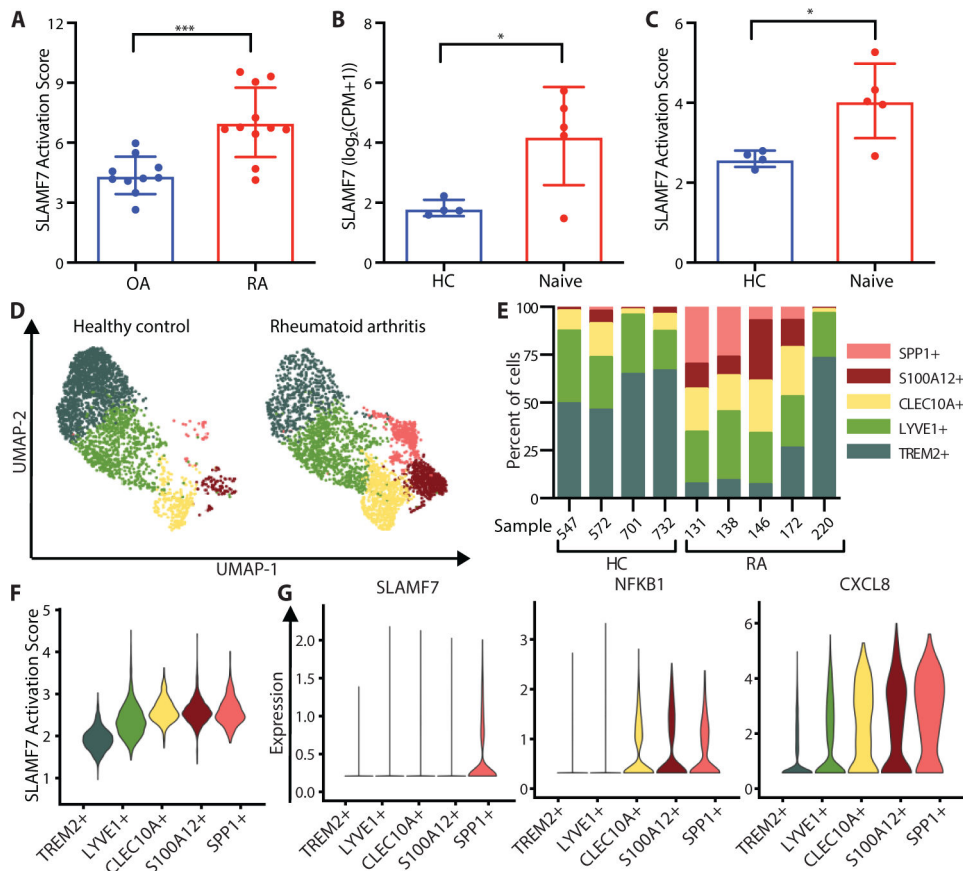 A
SLAMF7 Activation Score
12
9
6
3
0
***
OA
RA
B
SLAMF7 (log₂(CPM+1))
8
6
4
2
0
*
HC
Naive
C
SLAMF7 Activation Score
6
4
2
0
*
HC
Naive
D
Healthy control
Rheumatoid arthritis
UMAP-2
UMAP-1
E
Percent of cells
100
75
50
25
0
SPP1+
S100A12+
CLEC10A+
LYVE1+
TREM2+
Sample
547
572
701
732
131
138
146
172
220
HC
RA
F
SLAMF7 Activation Score
5
4
3
2
1
TREM2+
LYVE1+
CLEC10A+
S100A12+
SPP1+
G
Expression
SLAMF7
2.0
1.5
1.0
0.5
0.0
TREM2+
LYVE1+
CLEC10A+
S100A12+
SPP1+
NFKB1
3
2
1
0
TREM2+
LYVE1+
CLEC10A+
S100A12+
SPP1+
CXCL8
6
4
2
0
TREM2+
LYVE1+
CLEC10A+
S100A12+
SPP1+